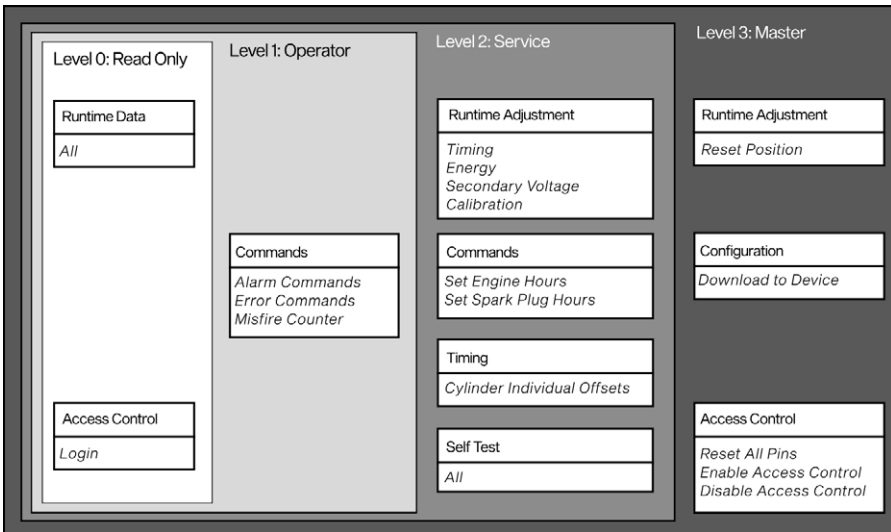 Level 0: Read Only
Runtime Data
All
Access Control
Login
Level 1: Operator
Commands
Alarm Commands
Error Commands
Misfire Counter
Level 2: Service
Runtime Adjustment
Timing
Energy
Secondary Voltage
Calibration
Commands
Set Engine Hours
Set Spark Plug Hours
Timing
Cylinder Individual Offsets
Self Test
All
Level 3: Master
Runtime Adjustment
Reset Position
Configuration
Download to Device
Access Control
Reset All Pins
Enable Access Control
Disable Access Control